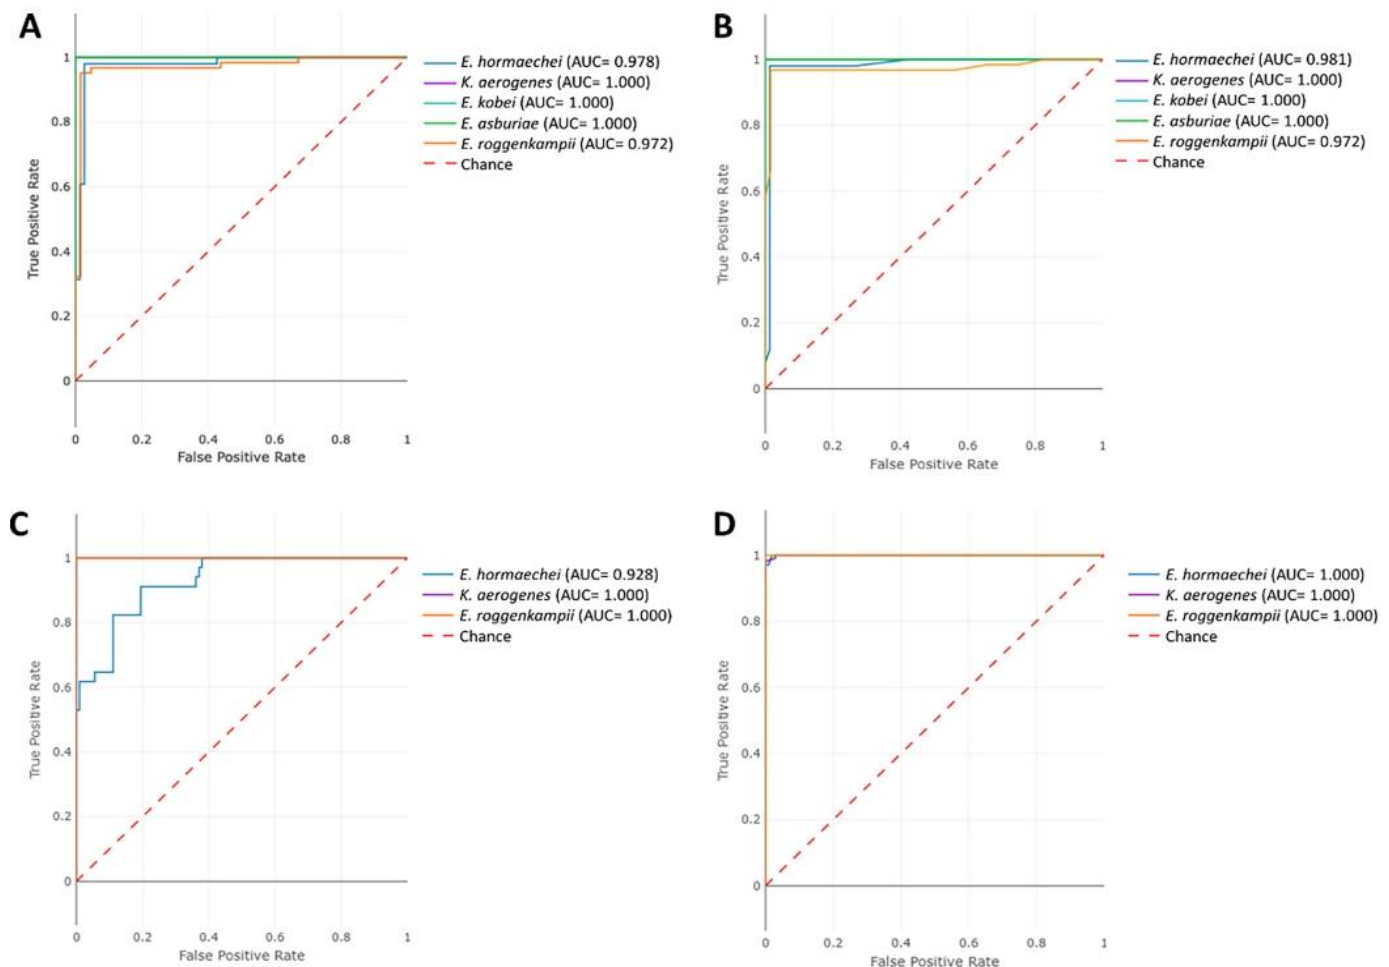 A
1
0.8
0.6
0.4
0.2
0
True Positive Rate
0 0.2 0.4 0.6 0.8 1
False Positive Rate
E. hormaechei (AUC= 0.978)
K. aerogenes (AUC= 1.000)
E. kobei (AUC= 1.000)
E. asburiae (AUC= 1.000)
E. roggenkampii (AUC= 0.972)
Chance
B
1
0.8
0.6
0.4
0.2
0
True Positive Rate
0 0.2 0.4 0.6 0.8 1
False Positive Rate
E. hormaechei (AUC= 0.981)
K. aerogenes (AUC= 1.000)
E. kobei (AUC= 1.000)
E. asburiae (AUC= 1.000)
E. roggenkampii (AUC= 0.972)
Chance
C
1
0.8
0.6
0.4
0.2
0
True Positive Rate
0 0.2 0.4 0.6 0.8 1
False Positive Rate
E. hormaechei (AUC= 0.928)
K. aerogenes (AUC= 1.000)
E. roggenkampii (AUC= 1.000)
Chance
D
1
0.8
0.6
0.4
0.2
0
True Positive Rate
0 0.2 0.4 0.6 0.8 1
False Positive Rate
E. hormaechei (AUC= 1.000)
K. aerogenes (AUC= 1.000)
E. roggenkampii (AUC= 1.000)
Chance